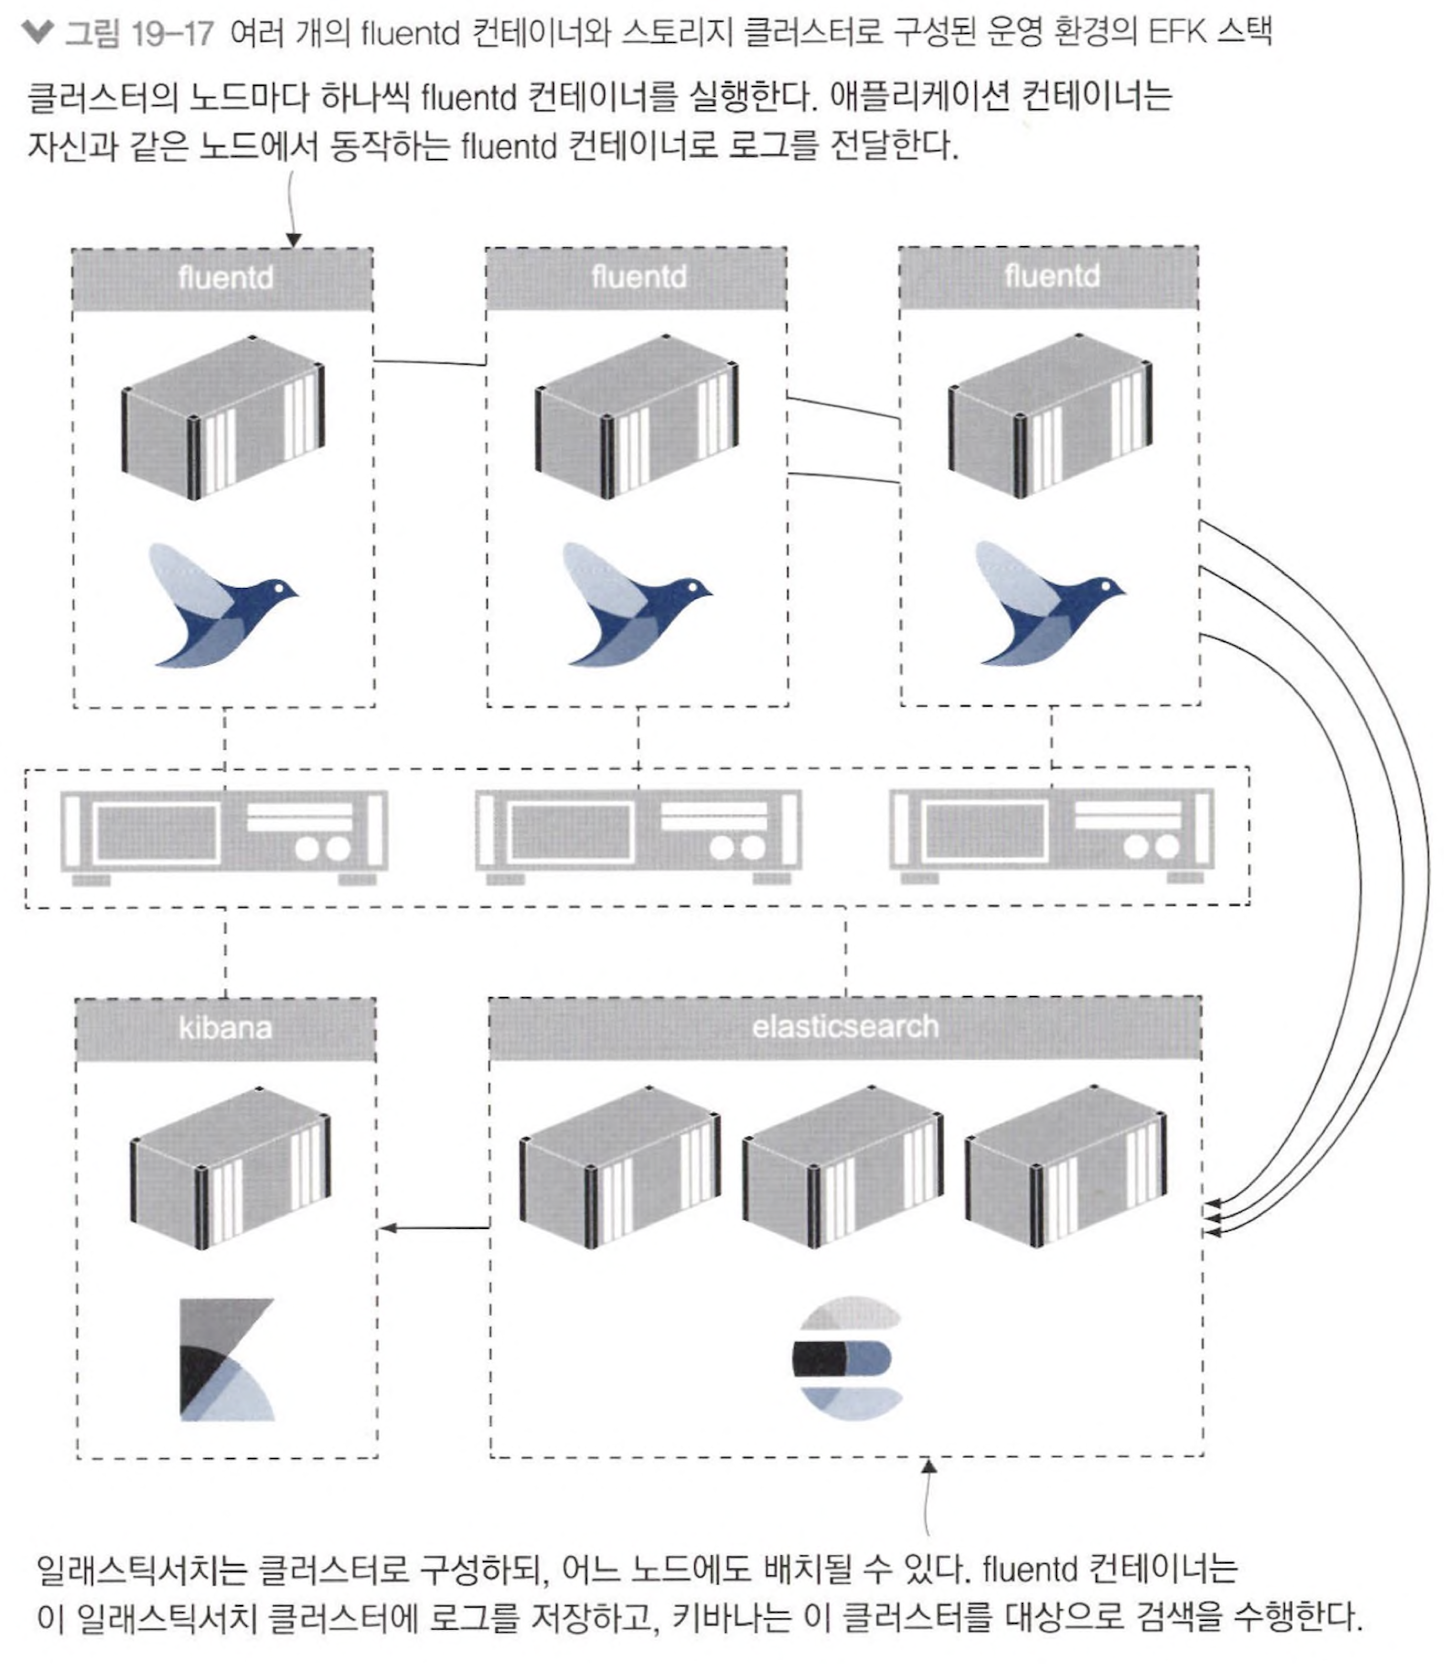 그림 19-17 여러 개의 fluentd 컨테이너와 스토리지 클러스터로 구성된 운영 환경의 EFK 스택
클러스터의 노드마다 하나씩 fluentd 컨테이너를 실행한다. 애플리케이션 컨테이너는
자신과 같은 노드에서 동작하는 fluentd 컨테이너로 로그를 전달한다.
fluentd
fluentd
fluentd
kibana
elasticsearch
일래스틱서치는 클러스터로 구성하되, 어느 노드에도 배치될 수 있다. fluentd 컨테이너는
이 일래스틱서치 클러스터에 로그를 저장하고, 키바나는 이 클러스터를 대상으로 검색을 수행한다.